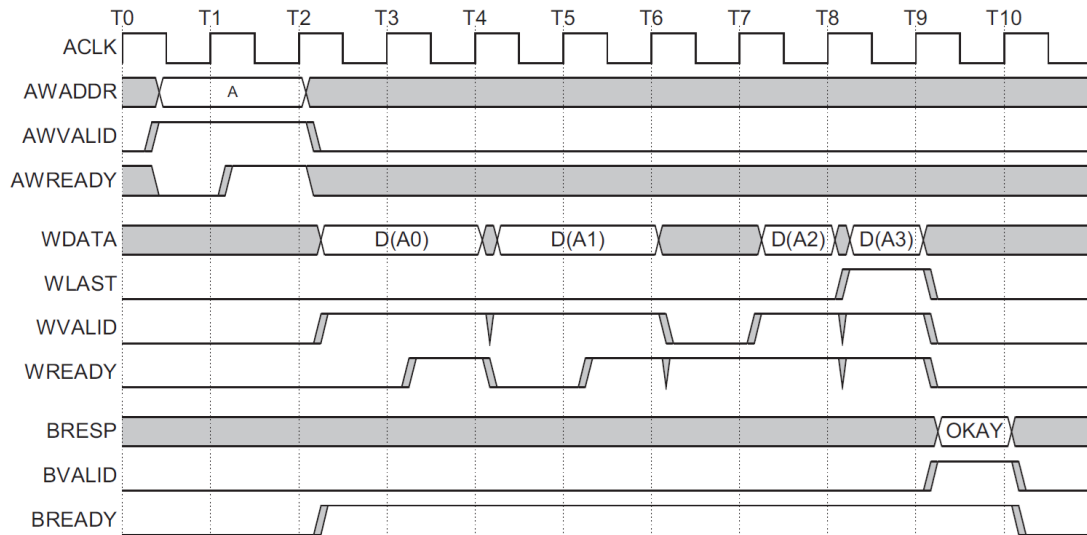 T0 T1 T2 T3 T4 T5 T6 T7 T8 T9 T10
ACLK
AWADDR A
AWVALID
AWREADY
WDATA D(A0) D(A1) D(A2) D(A3)
WLAST
WVALID
WREADY
BRESP OKAY
BVALID
BREADY